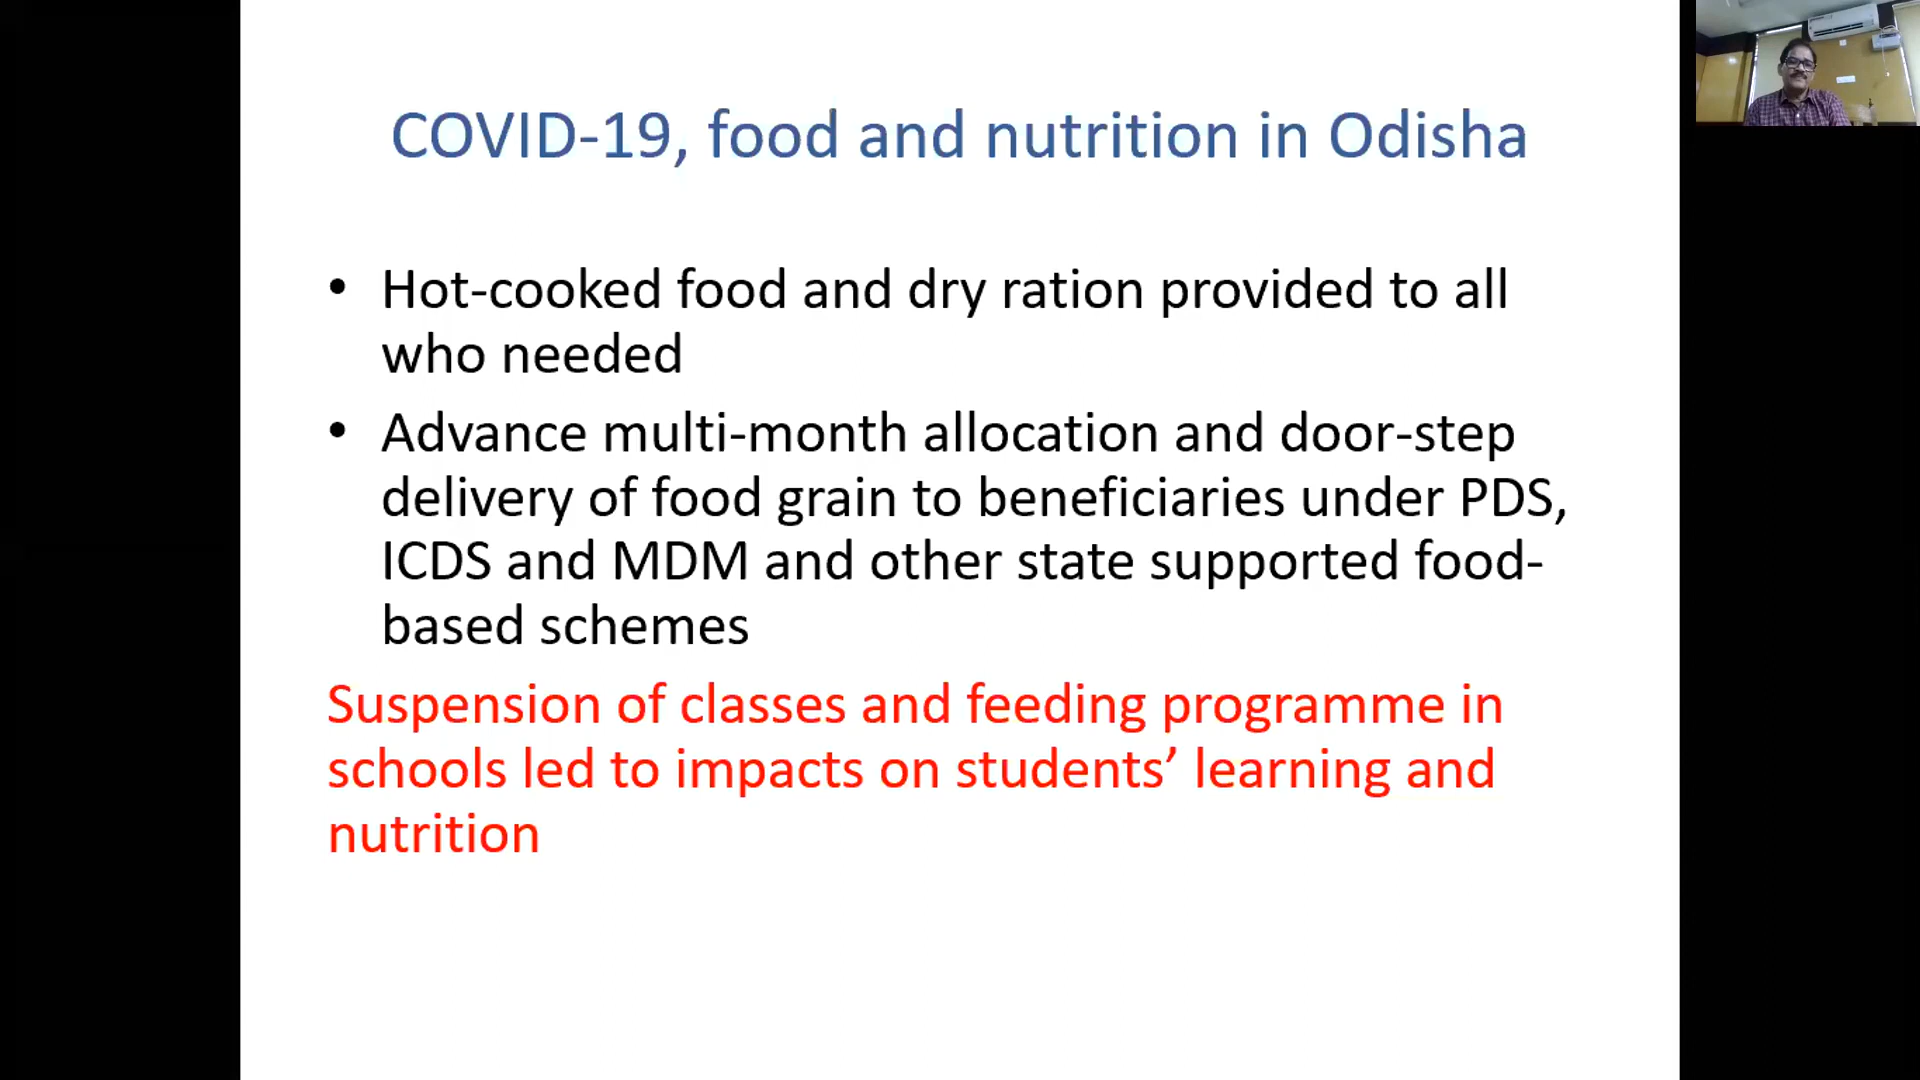 COVID-19, food and nutrition in Odisha
• Hot-cooked food and dry ration provided to all
who needed
• Advance multi-month allocation and door-step
delivery of food grain to beneficiaries under PDS,
ICDS and MDM and other state supported food-
based schemes
Suspension of classes and feeding programme in
schools led to impacts on students’ learning and
nutrition